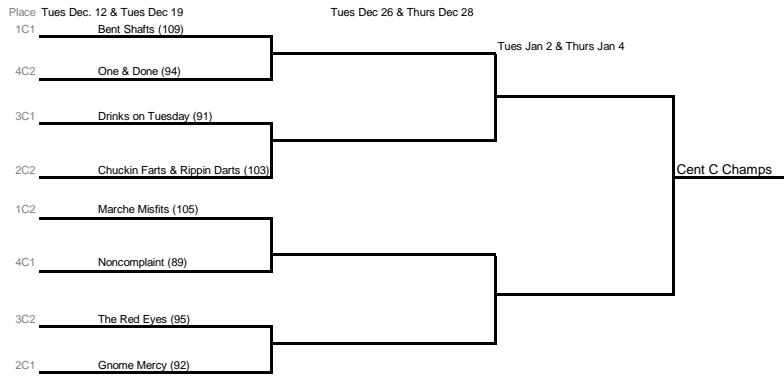 Place Tues Dec. 12 & Tues Dec 19 Tues Dec 26 & Thurs Dec 28
1C1 Bent Shafts (109)
Tues Jan 2 & Thurs Jan 4
4C2 One & Done (94)
3C1 Drinks on Tuesday (91)
2C2 Chuckin Farts & Rippin Darts (103)
Cent C Champs
1C2 Marche Misfits (105)
4C1 Noncomplaint (89)
3C2 The Red Eyes (95)
2C1 Gnome Mercy (92)